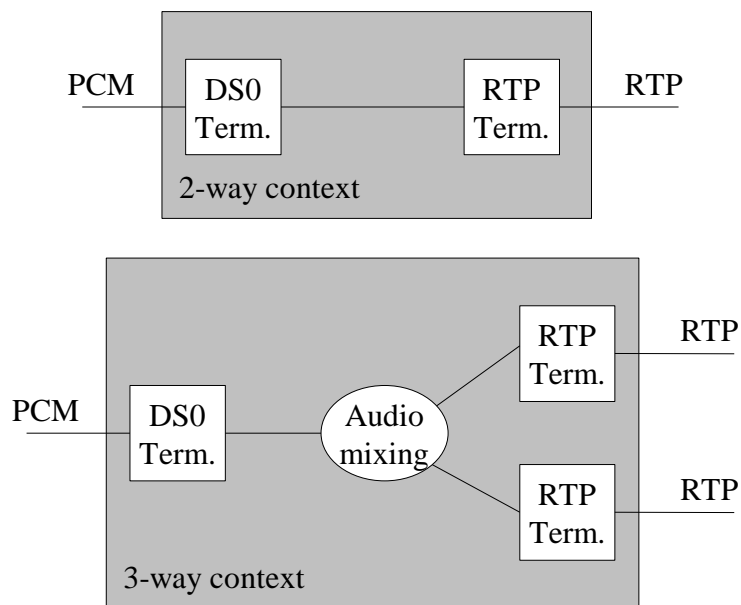 PCM
DS0
Term.
RTP
Term.
RTP
2-way context
PCM
DS0
Term.
Audio
mixing
RTP
Term.
RTP
RTP
Term.
RTP
3-way context